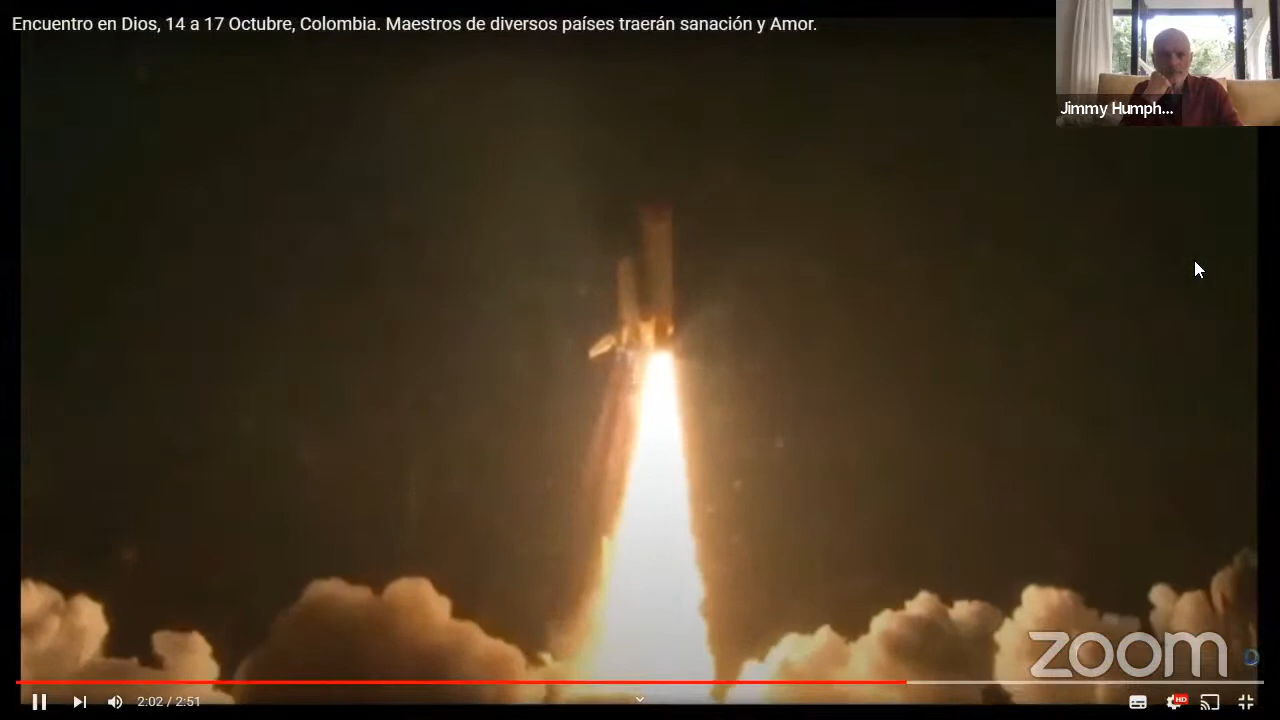 Encuentro en Dios, 14 a 17 Octubre, Colombia. Maestros de diversos países traerán sanación y Amor.
Jimmy Humph...
zoom
2:02 / 2:51
HD